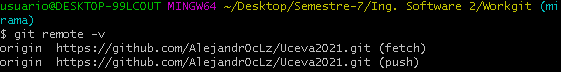 usuario@DESKTOP-99LCOUT MINGW64 ~/Desktop/Semestre-7/Ing. Software 2/Workgit (mi
rama)
$ git remote -v
origin  https://github.com/AlejandrOcLz/Uceva2021.git (fetch)
origin  https://github.com/AlejandrOcLz/Uceva2021.git (push)